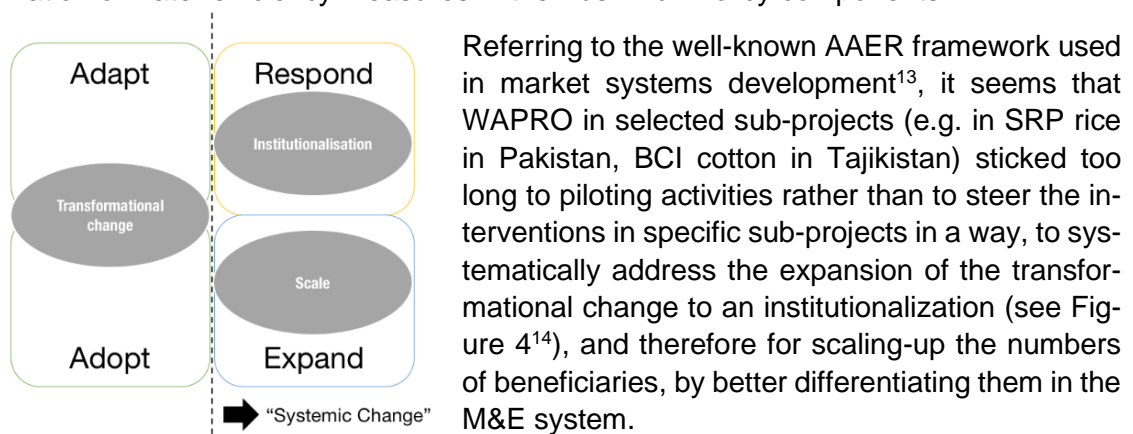 Adapt
Respond
Institutionalisation
Transformational
change
Scale
Adopt
Expand
"Systemic Change"
Referring to the well-known AAER framework used
in market systems development13, it seems that
WAPRO in selected sub-projects (e.g. in SRP rice
in Pakistan, BCI cotton in Tajikistan) sticked too
long to piloting activities rather than to steer the in-
terventions in specific sub-projects in a way, to sys-
tematically address the expansion of the transfor-
mational change to an institutionalization (see Fig-
ure 414), and therefore for scaling-up the numbers
of beneficiaries, by better differentiating them in the
M&E system.